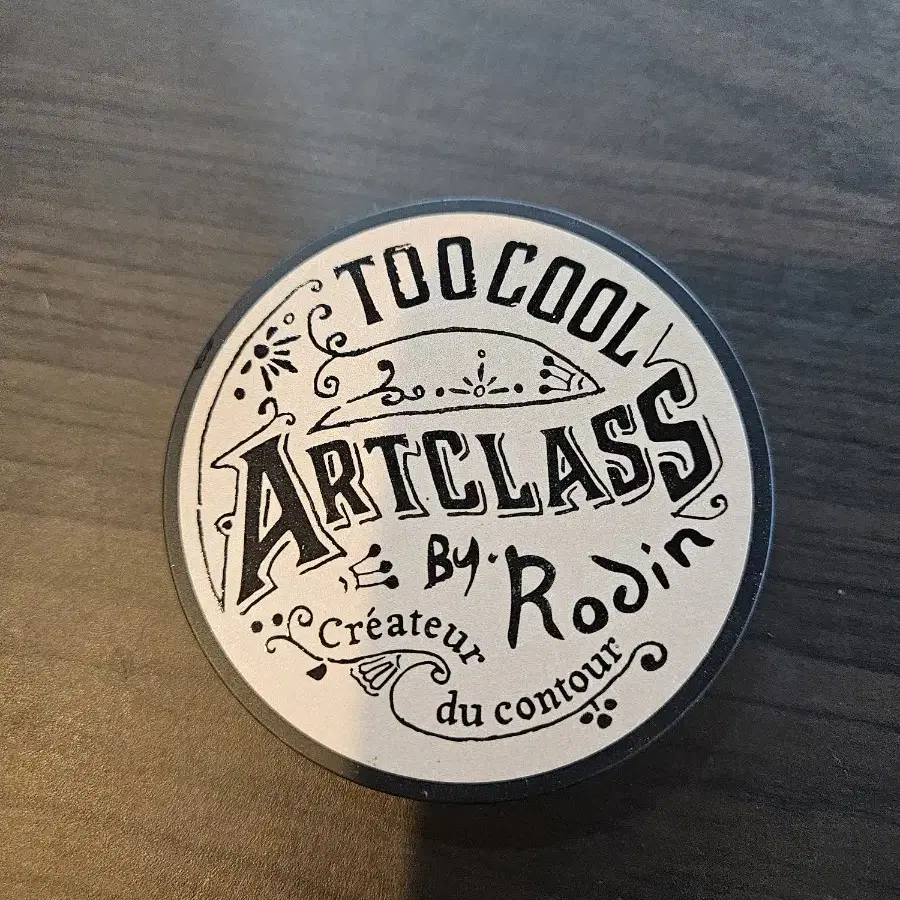 TOO COOL
ARTCLASS
By. Rodin
Créateur
du contour